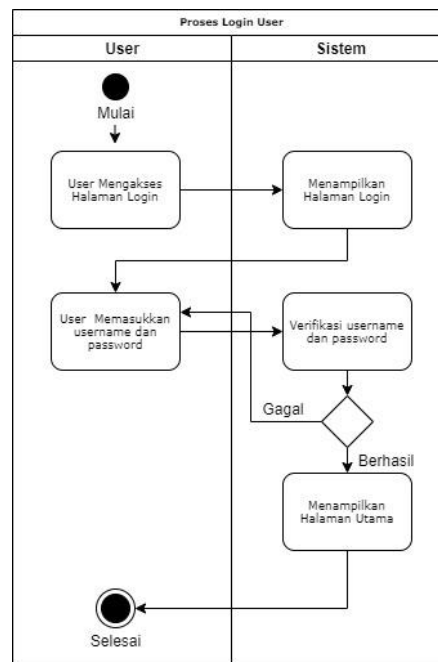 Proses Login User
User
Sistem
Mulai
User Mengakses
Halaman Login
Menampilkan
Halaman Login
User Memasukkan
username dan
password
Verifikasi username
dan password
Gagal
Berhasil
Menampilkan
Halaman Utama
Selesai